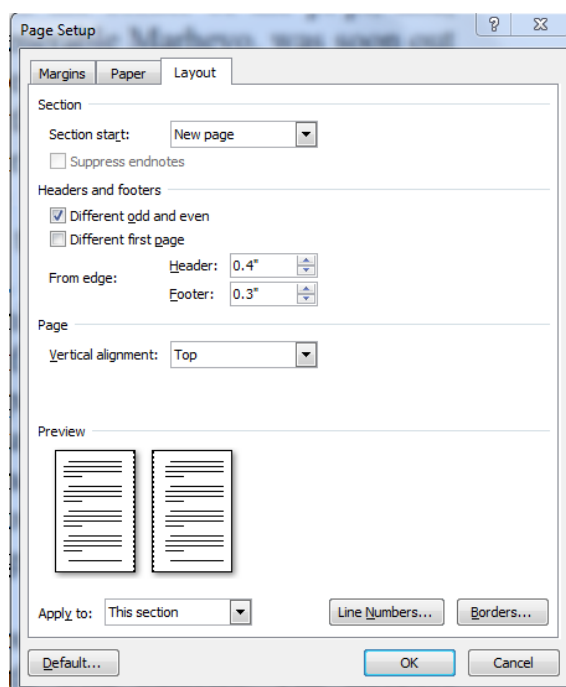 Page Setup
Margins Paper Layout
Section
Section start: New page
Suppress endnotes
Headers and footers
Different odd and even
Different first page
From edge:
Header: 0.4"
Footer: 0.3"
Page
Vertical alignment: Top
Preview
Apply to: This section
Line Numbers... Borders...
Default... OK Cancel